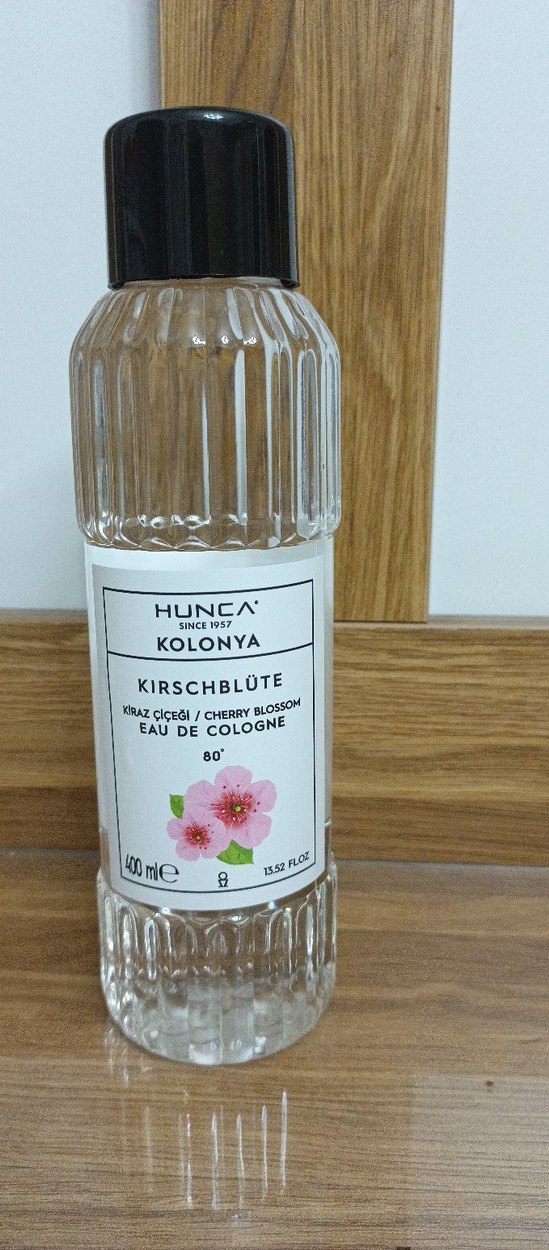 HUNCA
SINCE 1957
KOLONYA
KIRSCHBLÜTE
KİRAZ ÇİÇEĞİ / CHERRY BLOSSOM
EAU DE COLOGNE
80°
400 ml ℮
13.52 FL OZ